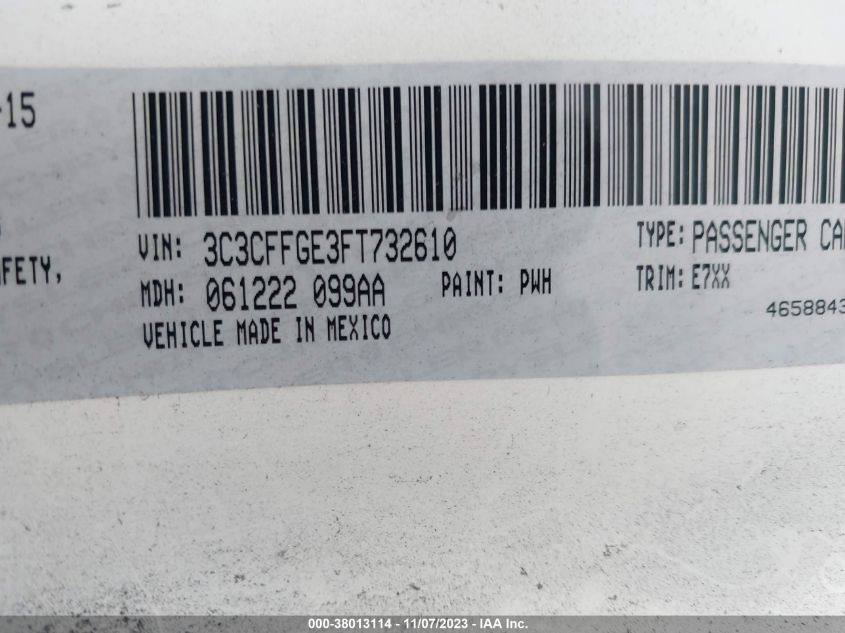 -15
VIN: 3C3CFFGE3FT732610
TYPE: PASSENGER CA
FETY,
MDH: 061222 099AA
PAINT: PWH
TRIM: E7XX
VEHICLE MADE IN MEXICO
4658843
000-38013114 - 11/07/2023 - IAA Inc.